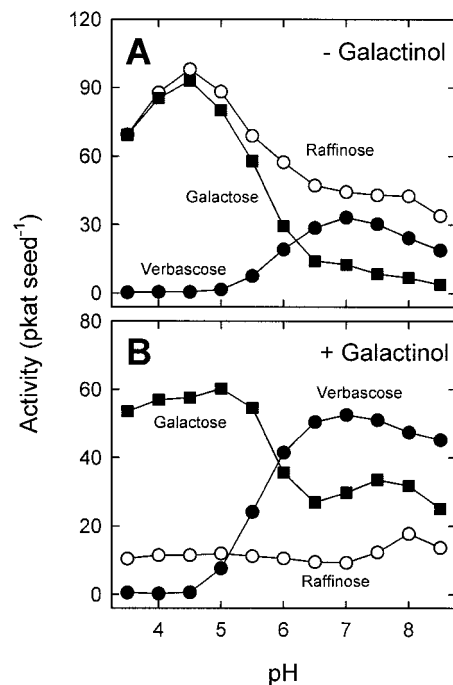 A
- Galactinol
120
90
60
30
0
Raffinose
Galactose
Verbascose
B
+ Galactinol
80
60
40
20
0
Verbascose
Galactose
Raffinose
4 5 6 7 8
pH
Activity (pkat seed⁻¹)